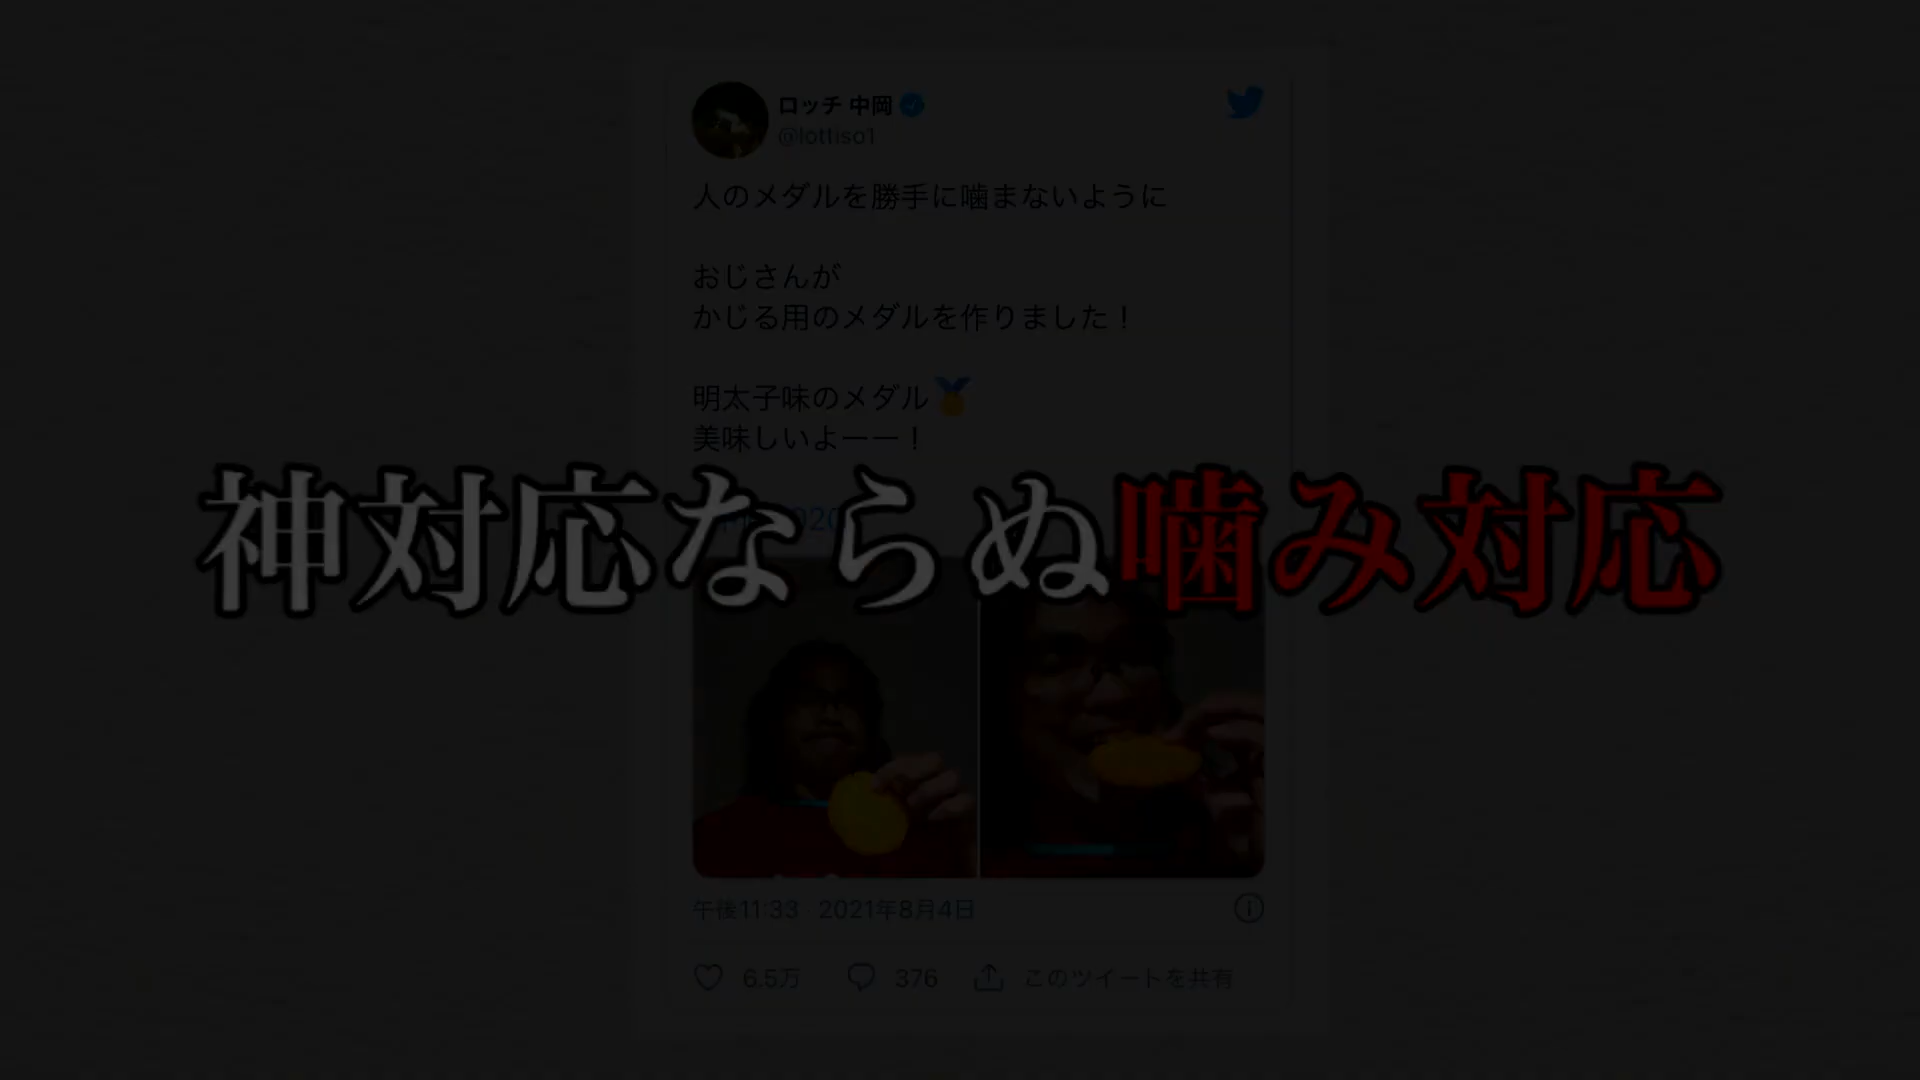 ロッチ 中岡
@lottiso1
人のメダルを勝手に噛まないように
おじさんが
かじる用のメダルを作りました！
明太子味のメダル🏅
美味しいよーー！
神対応ならぬ噛み対応
午後11:33 · 2021年8月4日
6.5万 376 このツイートを共有